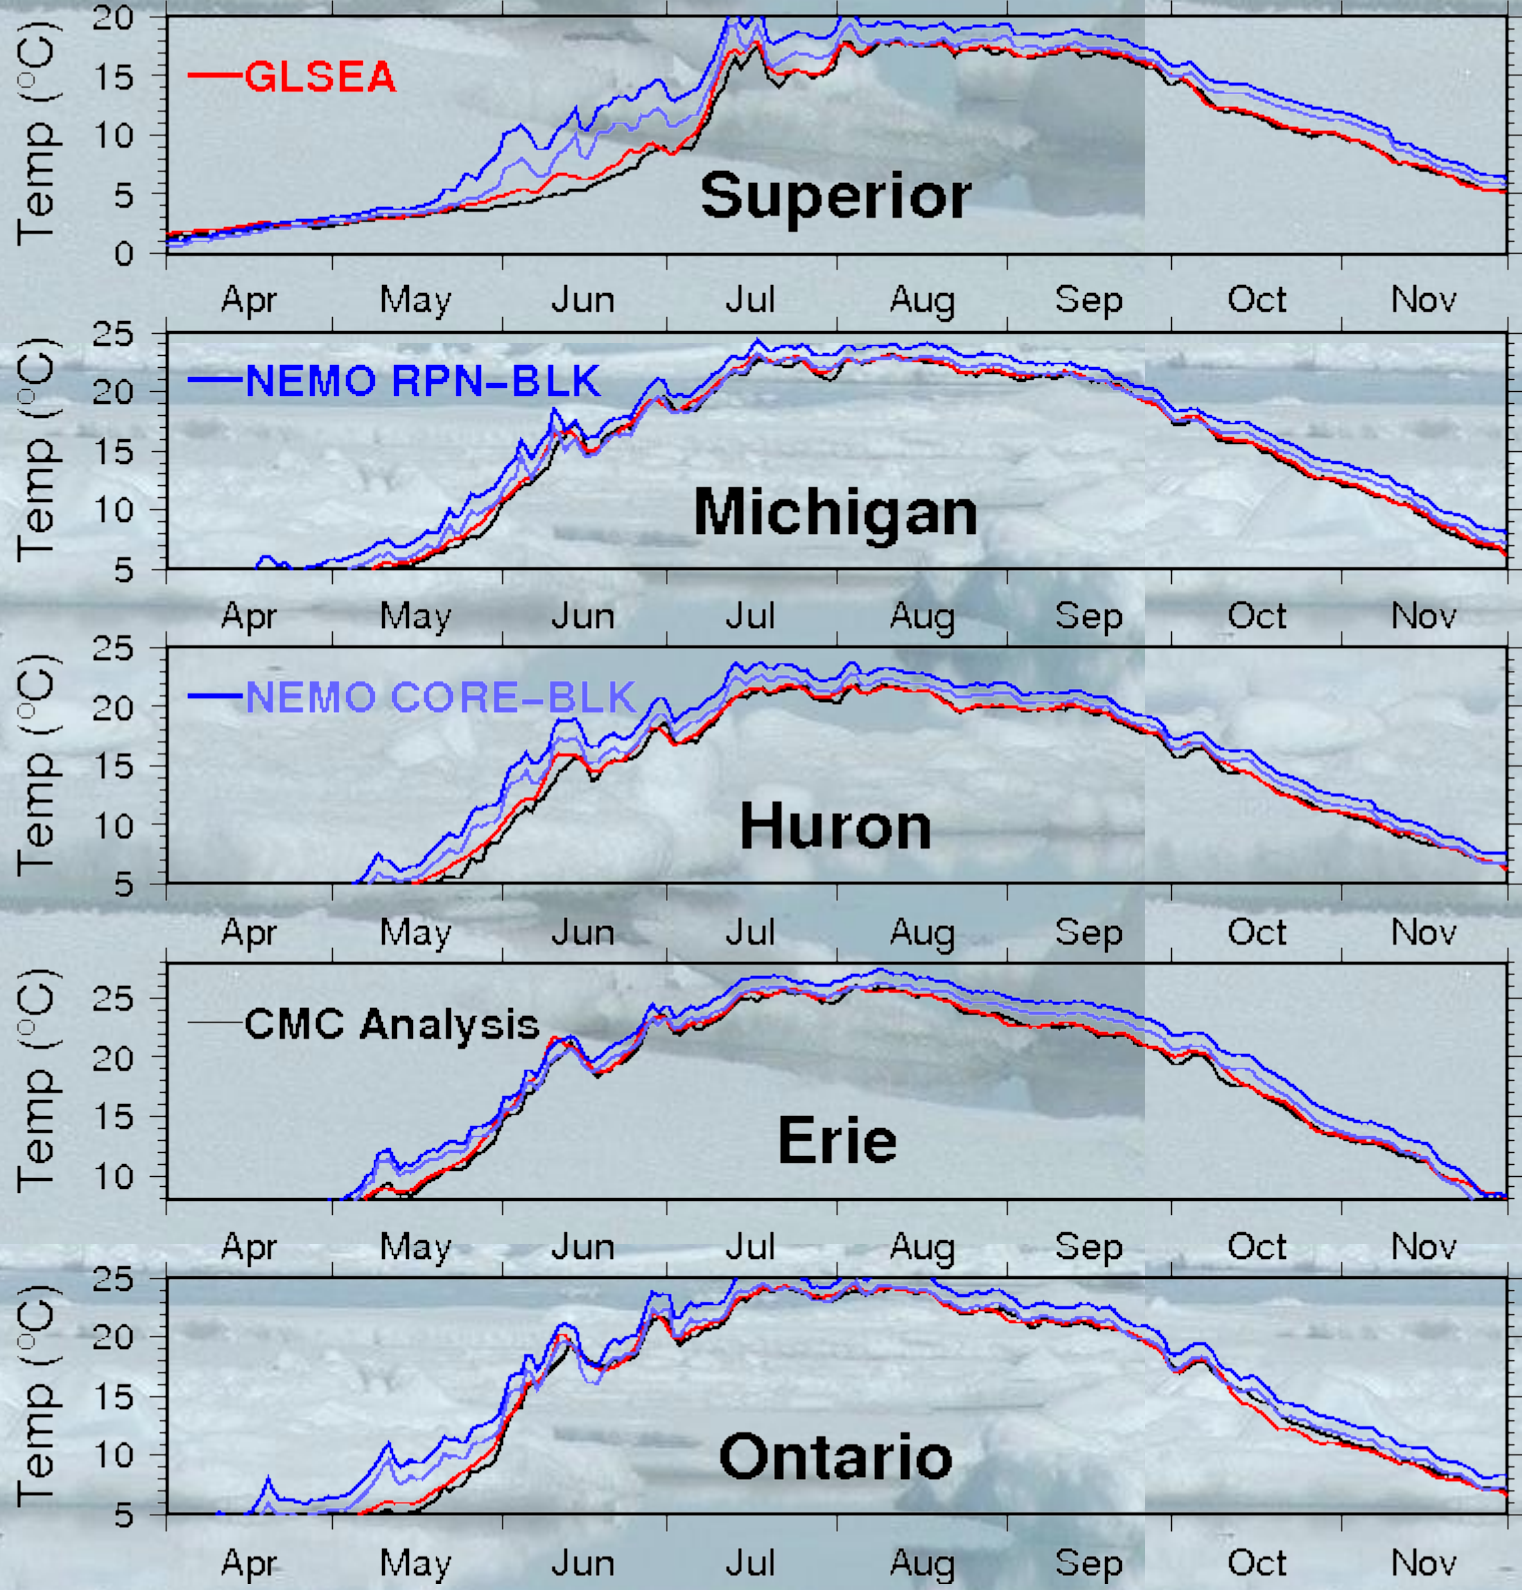 20
15
10
5
0
Temp (°C)
GLSEA
Superior
Apr May Jun Jul Aug Sep Oct Nov
25
20
15
10
5
Temp (°C)
NEMO RPN–BLK
Michigan
Apr May Jun Jul Aug Sep Oct Nov
25
20
15
10
5
Temp (°C)
NEMO CORE–BLK
Huron
Apr May Jun Jul Aug Sep Oct Nov
25
20
15
10
Temp (°C)
CMC Analysis
Erie
Apr May Jun Jul Aug Sep Oct Nov
25
20
15
10
5
Temp (°C)
Ontario
Apr May Jun Jul Aug Sep Oct Nov